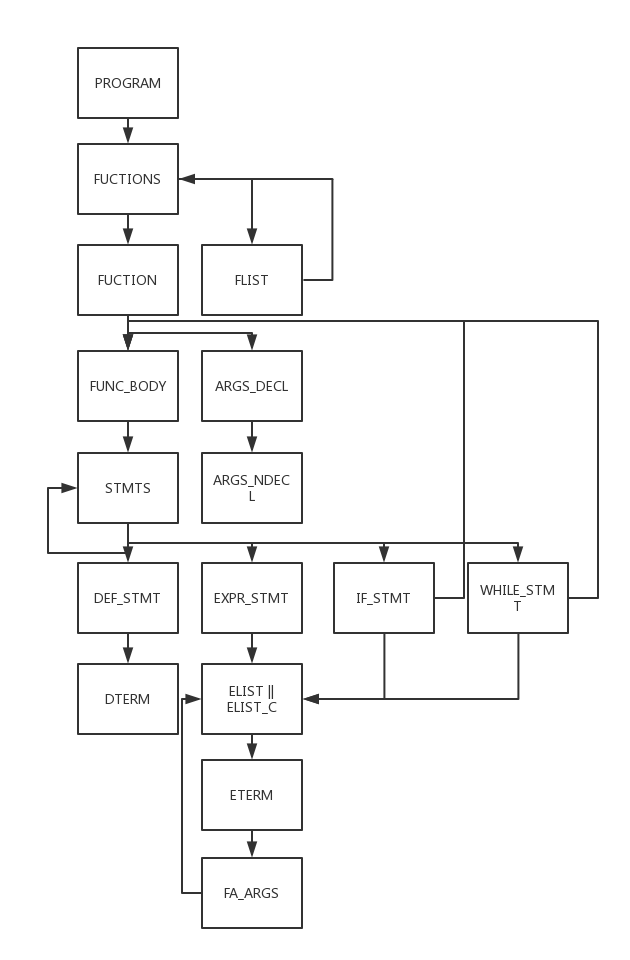 PROGRAM
FUCTIONS
FUCTION
FLIST
FUNC_BODY
ARGS_DECL
STMTS
ARGS_NDEC
L
DEF_STMT
EXPR_STMT
IF_STMT
WHILE_STM
T
DTERM
ELIST ||
ELIST_C
ETERM
FA_ARGS